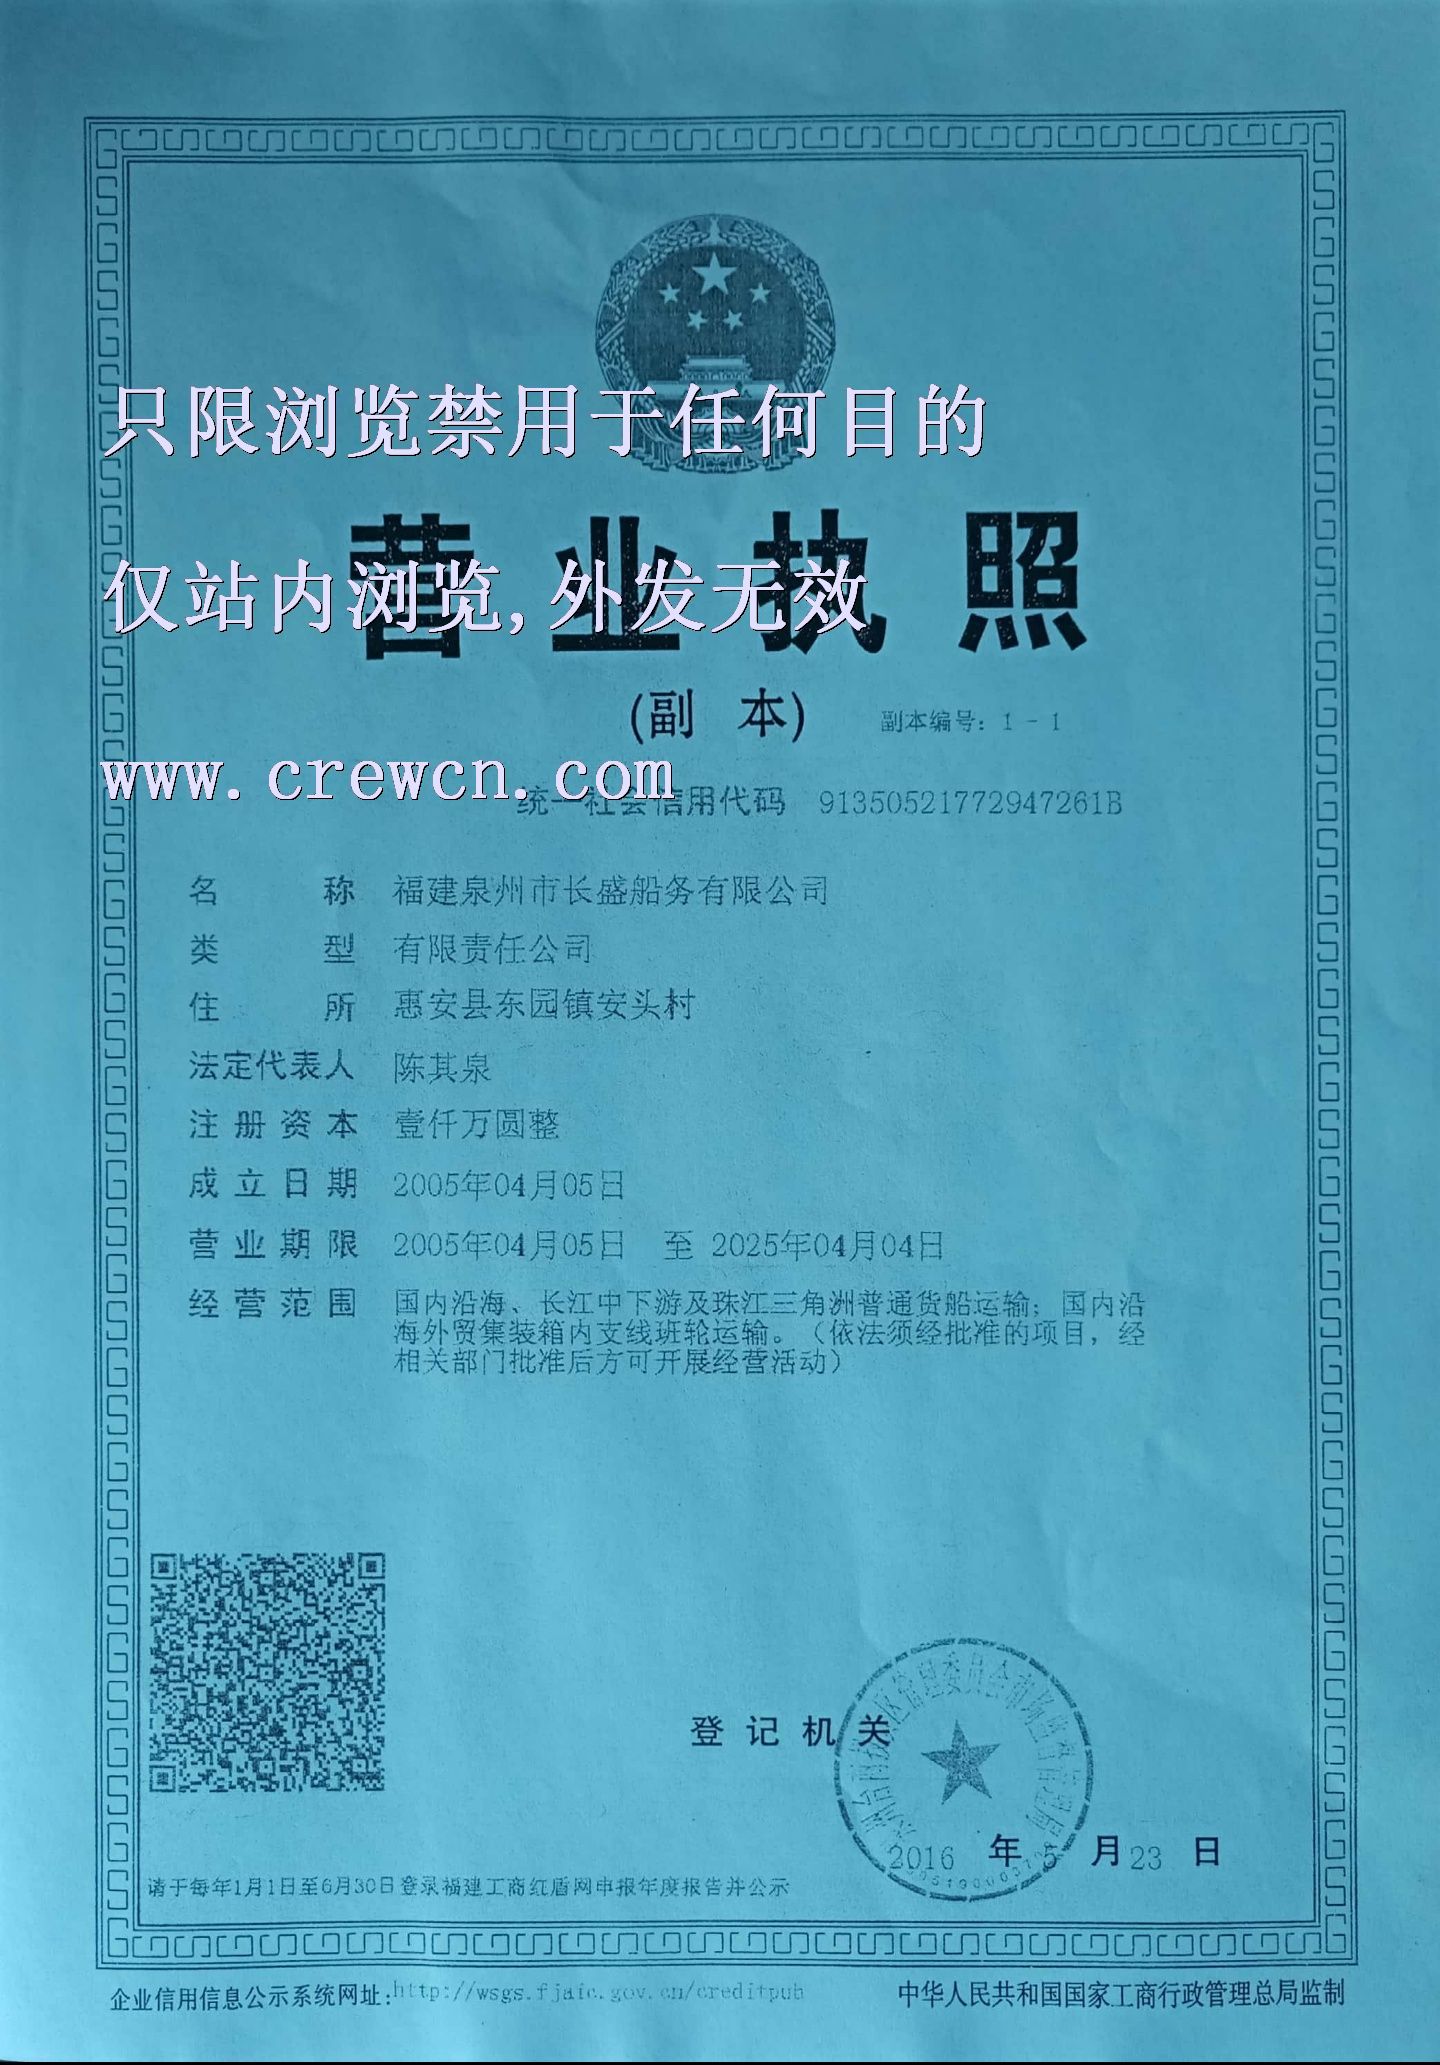 只限浏览禁用于任何目的
营业执照
仅站内浏览,外发无效
(副 本)
副本编号: 1 - 1
www.crewcn.com
统一社会信用代码 91350521772947261B
名称 福建泉州市长盛船务有限公司
类型 有限责任公司
住所 惠安县东园镇安头村
法定代表人 陈其泉
注册资本 壹仟万圆整
成立日期 2005年04月05日
营业期限 2005年04月05日 至 2025年04月04日
经营范围 国内沿海、长江中下游及珠江三角洲普通货船运输；国内沿
海外贸集装箱内支线班轮运输。（依法须经批准的项目，经
相关部门批准后方可开展经营活动）
登记机关
2016 年 5 月 23 日
请于每年1月1日至6月30日登录福建工商红盾网申报年度报告并公示
企业信用信息公示系统网址:http://wsgs.fjaic.gov.cn/creditpub
中华人民共和国国家工商行政管理总局监制